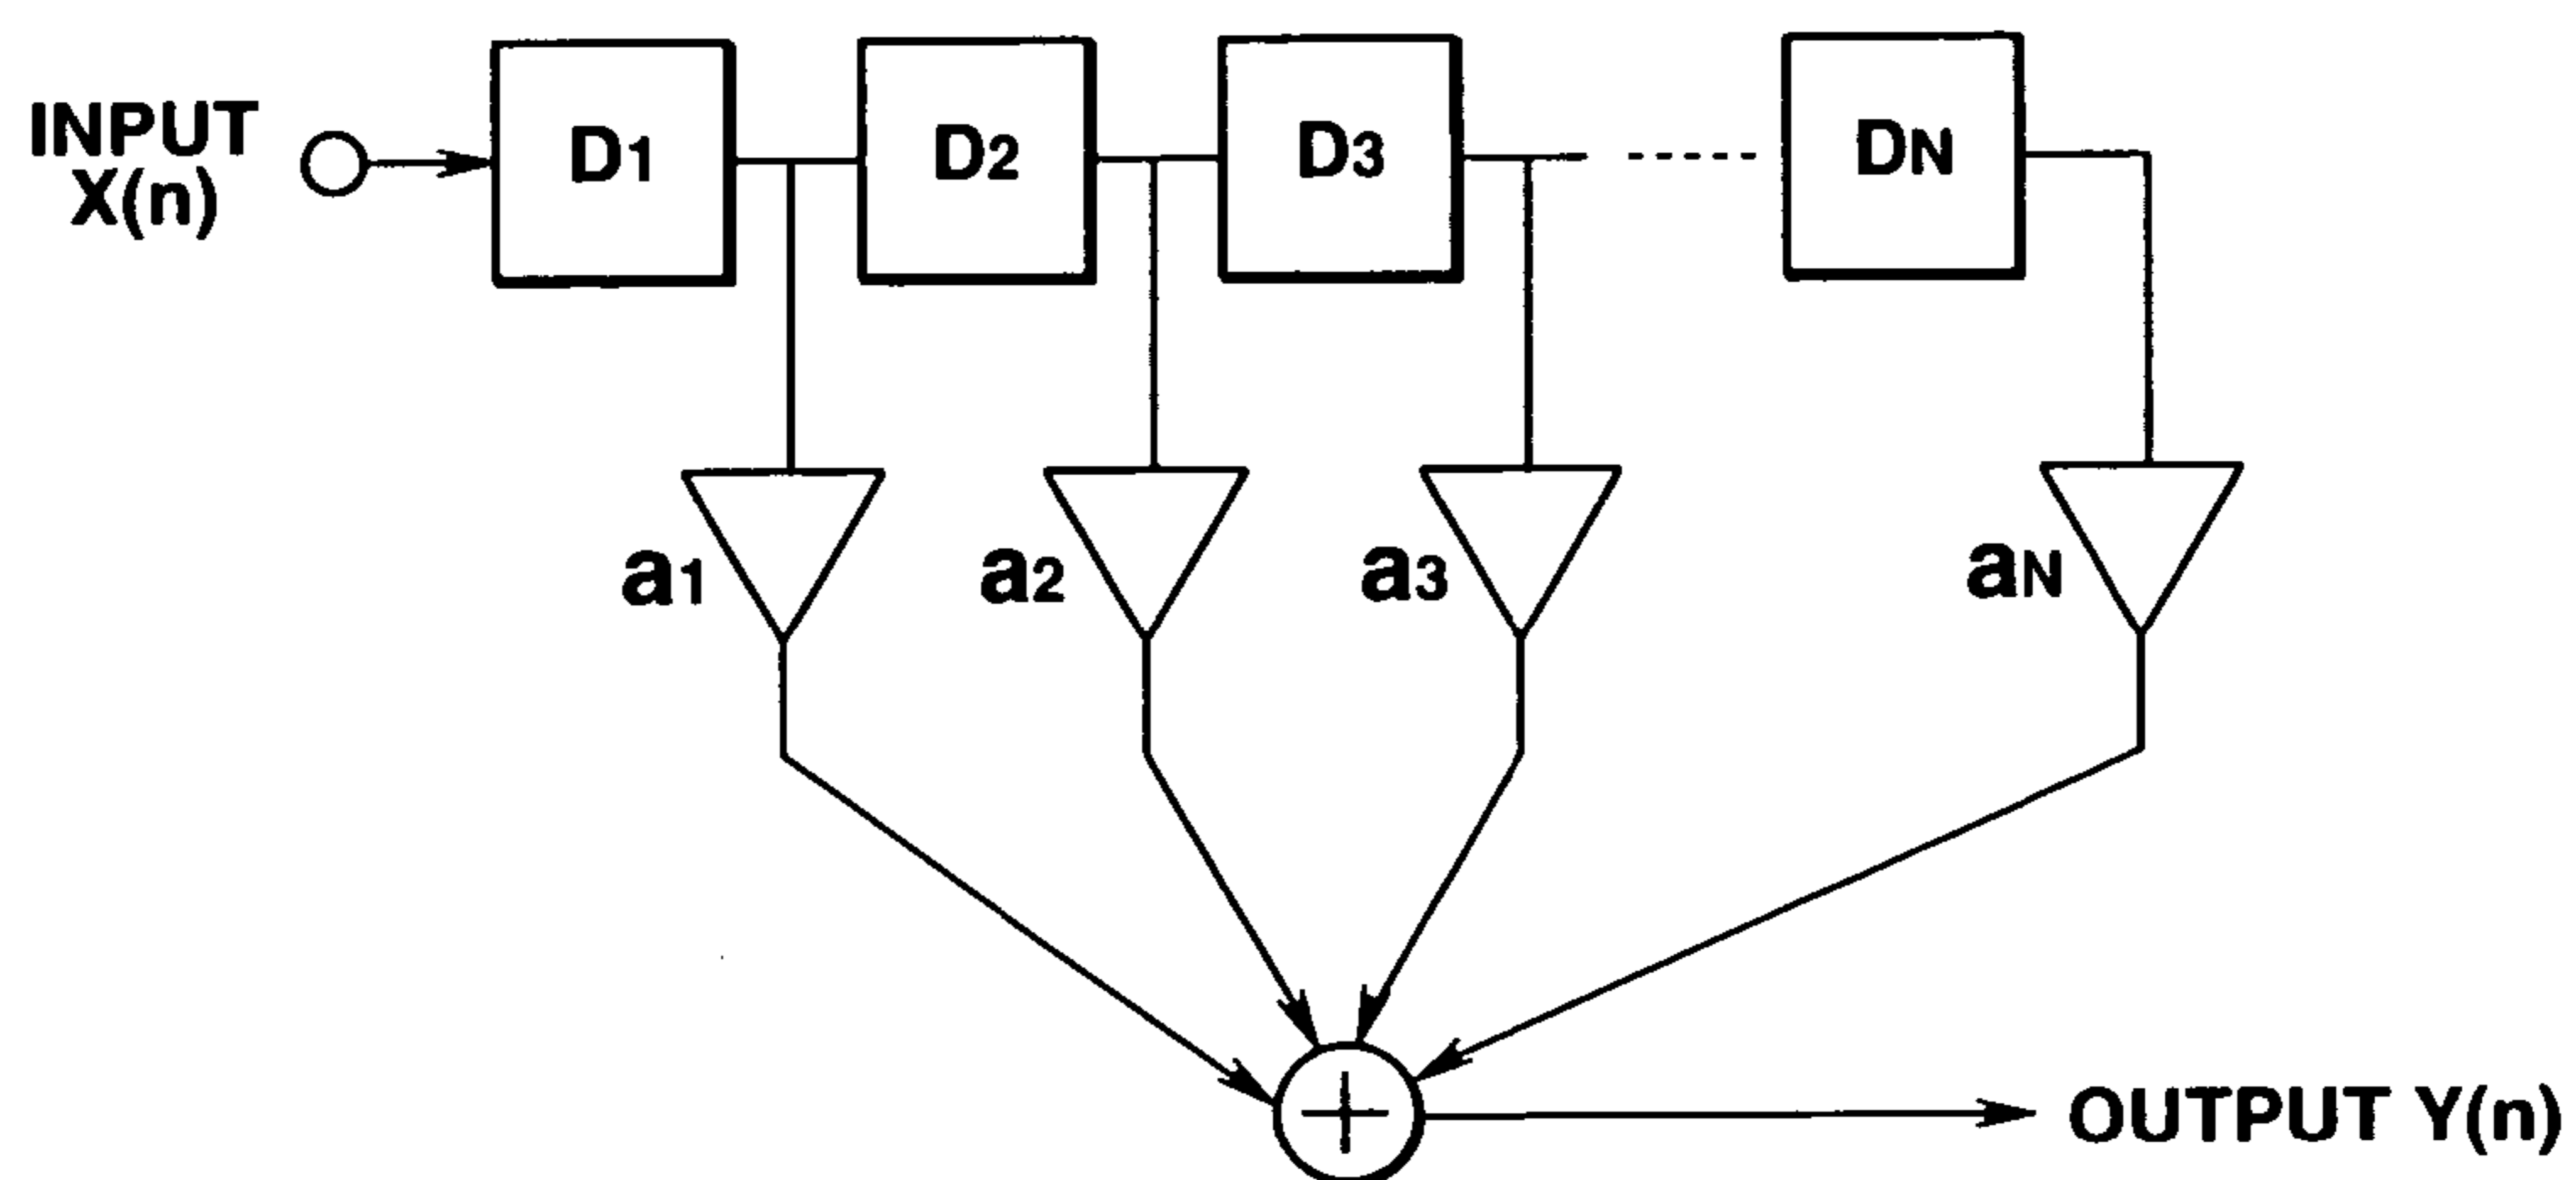 INPUT
X(n)
D1
D2
D3
DN
a1
a2
a3
aN
+
OUTPUT Y(n)